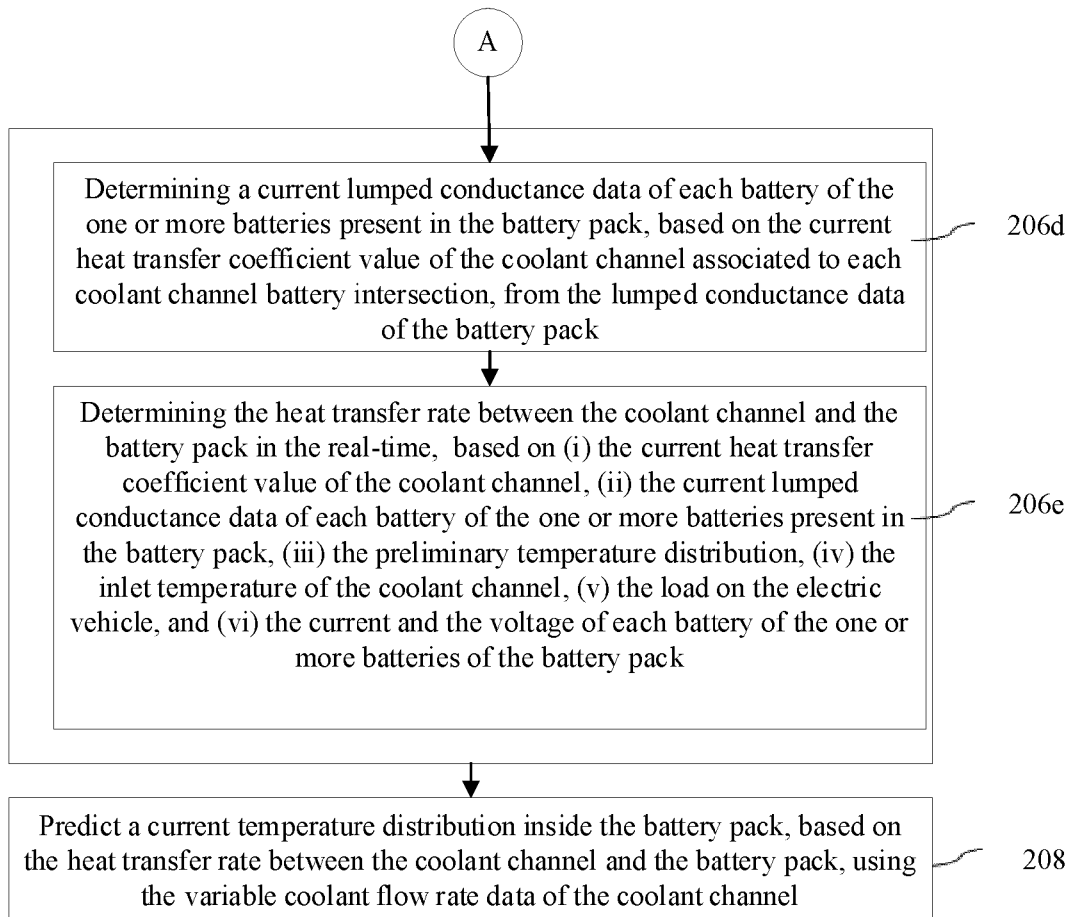 A
Determining a current lumped conductance data of each battery of the
one or more batteries present in the battery pack, based on the current
heat transfer coefficient value of the coolant channel associated to each
coolant channel battery intersection, from the lumped conductance data
of the battery pack
206d
Determining the heat transfer rate between the coolant channel and the
battery pack in the real-time, based on (i) the current heat transfer
coefficient value of the coolant channel, (ii) the current lumped
conductance data of each battery of the one or more batteries present in
the battery pack, (iii) the preliminary temperature distribution, (iv) the
inlet temperature of the coolant channel, (v) the load on the electric
vehicle, and (vi) the current and the voltage of each battery of the one or
more batteries of the battery pack
206e
Predict a current temperature distribution inside the battery pack, based on
the heat transfer rate between the coolant channel and the battery pack, using
the variable coolant flow rate data of the coolant channel
208